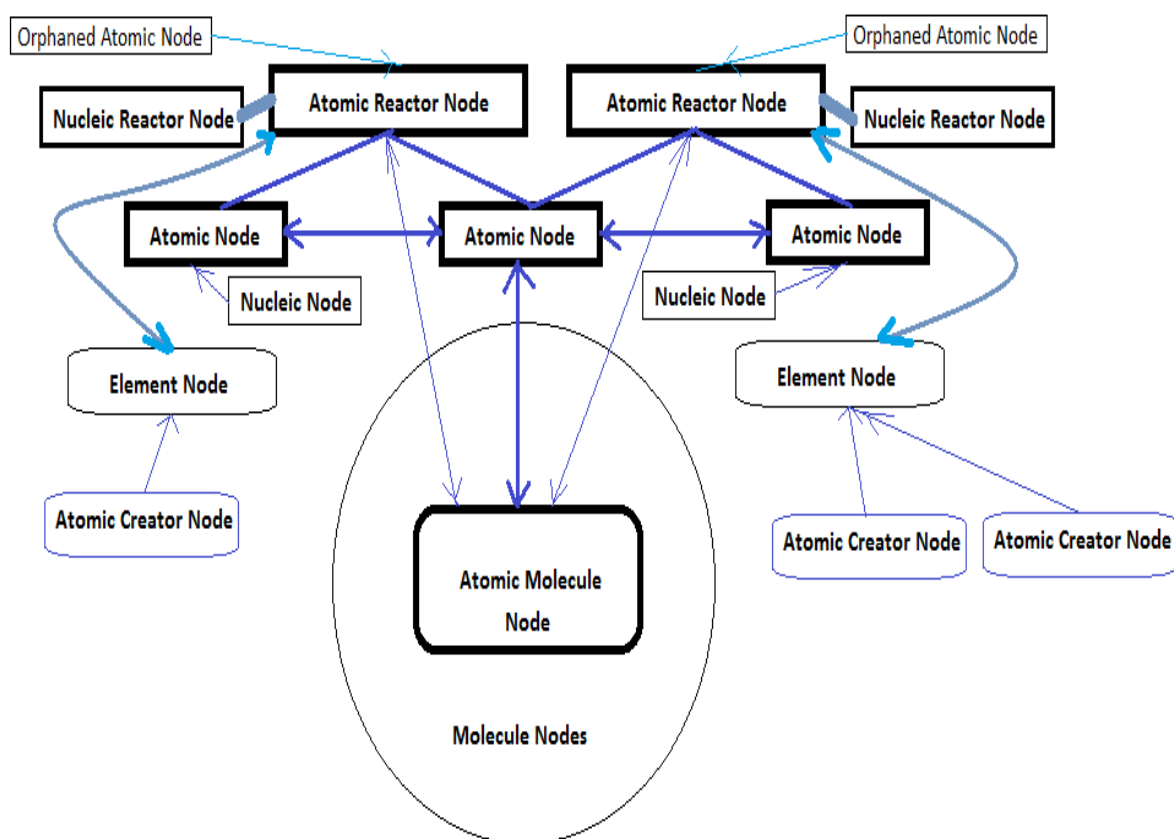 Orphaned Atomic Node
Orphaned Atomic Node
Atomic Reactor Node
Atomic Reactor Node
Nucleic Reactor Node
Nucleic Reactor Node
Atomic Node
Atomic Node
Atomic Node
Nucleic Node
Nucleic Node
Element Node
Element Node
Atomic Creator Node
Atomic Creator Node
Atomic Creator Node
Atomic Molecule
Node
Molecule Nodes